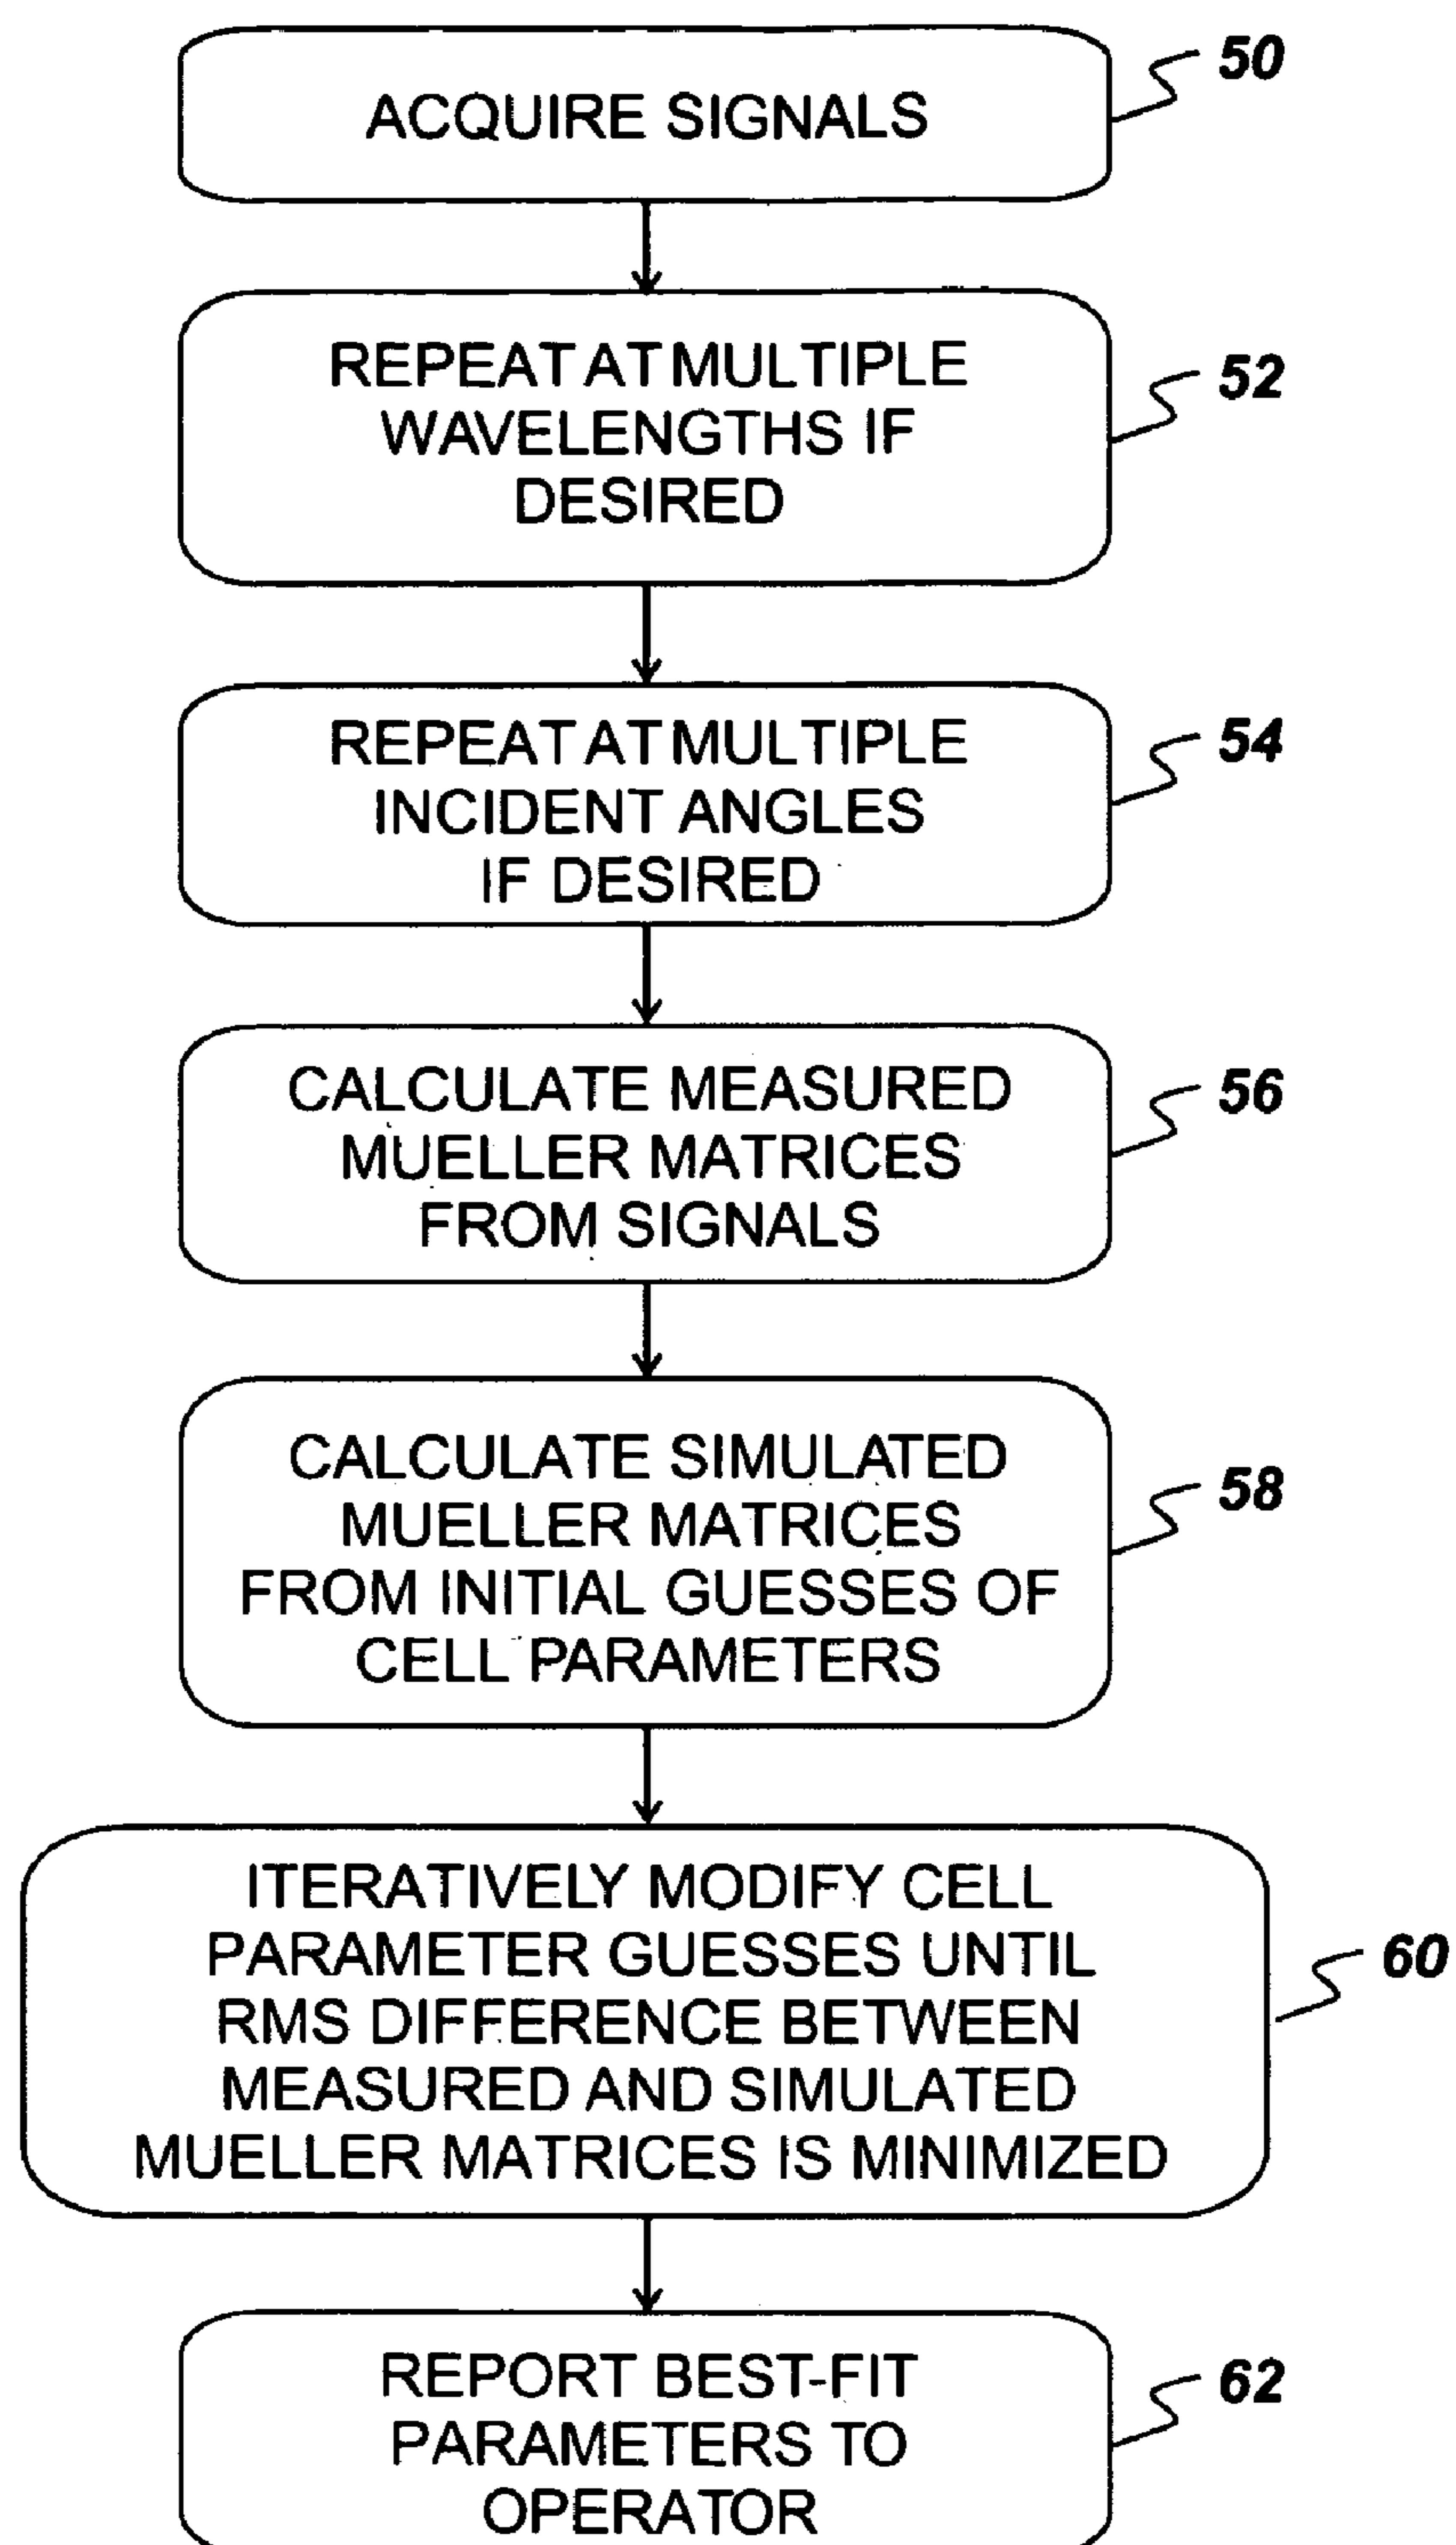 ACQUIRE SIGNALS
50
REPEAT AT MULTIPLE
WAVELENGTHS IF
DESIRED
52
REPEAT AT MULTIPLE
INCIDENT ANGLES
IF DESIRED
54
CALCULATE MEASURED
MUELLER MATRICES
FROM SIGNALS
56
CALCULATE SIMULATED
MUELLER MATRICES
FROM INITIAL GUESSES OF
CELL PARAMETERS
58
ITERATIVELY MODIFY CELL
PARAMETER GUESSES UNTIL
RMS DIFFERENCE BETWEEN
MEASURED AND SIMULATED
MUELLER MATRICES IS MINIMIZED
60
REPORT BEST-FIT
PARAMETERS TO
OPERATOR
62